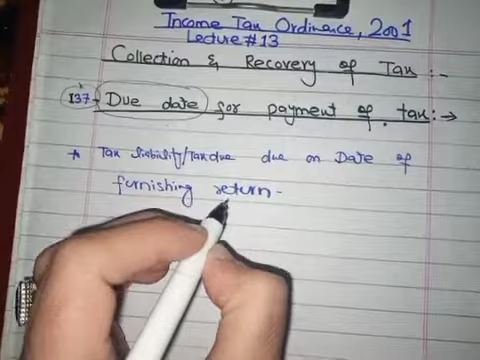 Income Tax Ordinance, 2001
Lecture # 13
Collection & Recovery of Tax :-
137- Due date for payment of tax:→
* Tax liability/Tax due due on Date of
furnishing return-